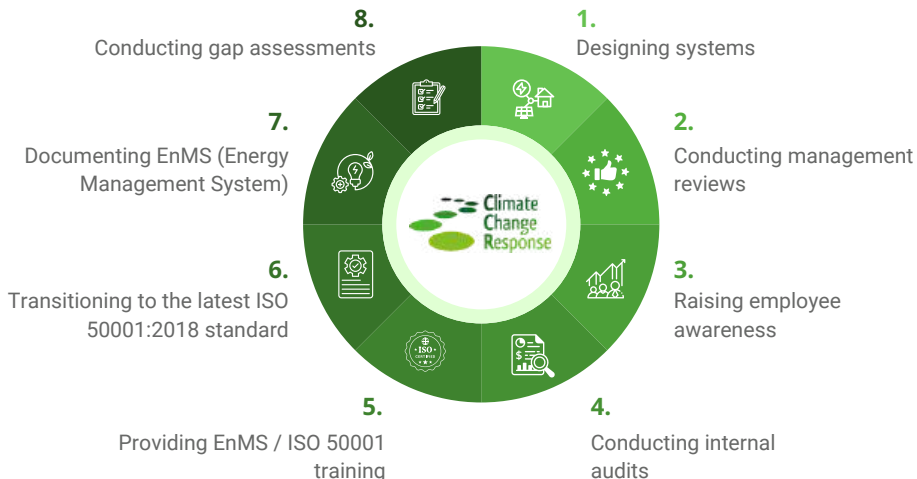 8.
Conducting gap assessments
1.
Designing systems
7.
Documenting EnMS (Energy
Management System)
2.
Conducting management
reviews
6.
Transitioning to the latest ISO
50001:2018 standard
3.
Raising employee
awareness
5.
Providing EnMS / ISO 50001
training
4.
Conducting internal
audits
Climate
Change
Response
ISO
CERTIFIED
$